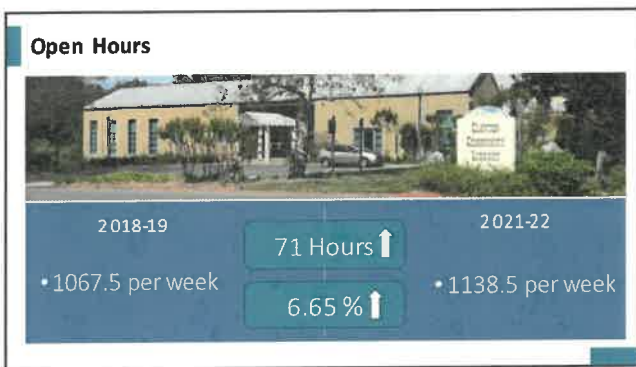 Open Hours
2018-19
• 1067.5 per week
71 Hours
6.65 %
2021-22
• 1138.5 per week